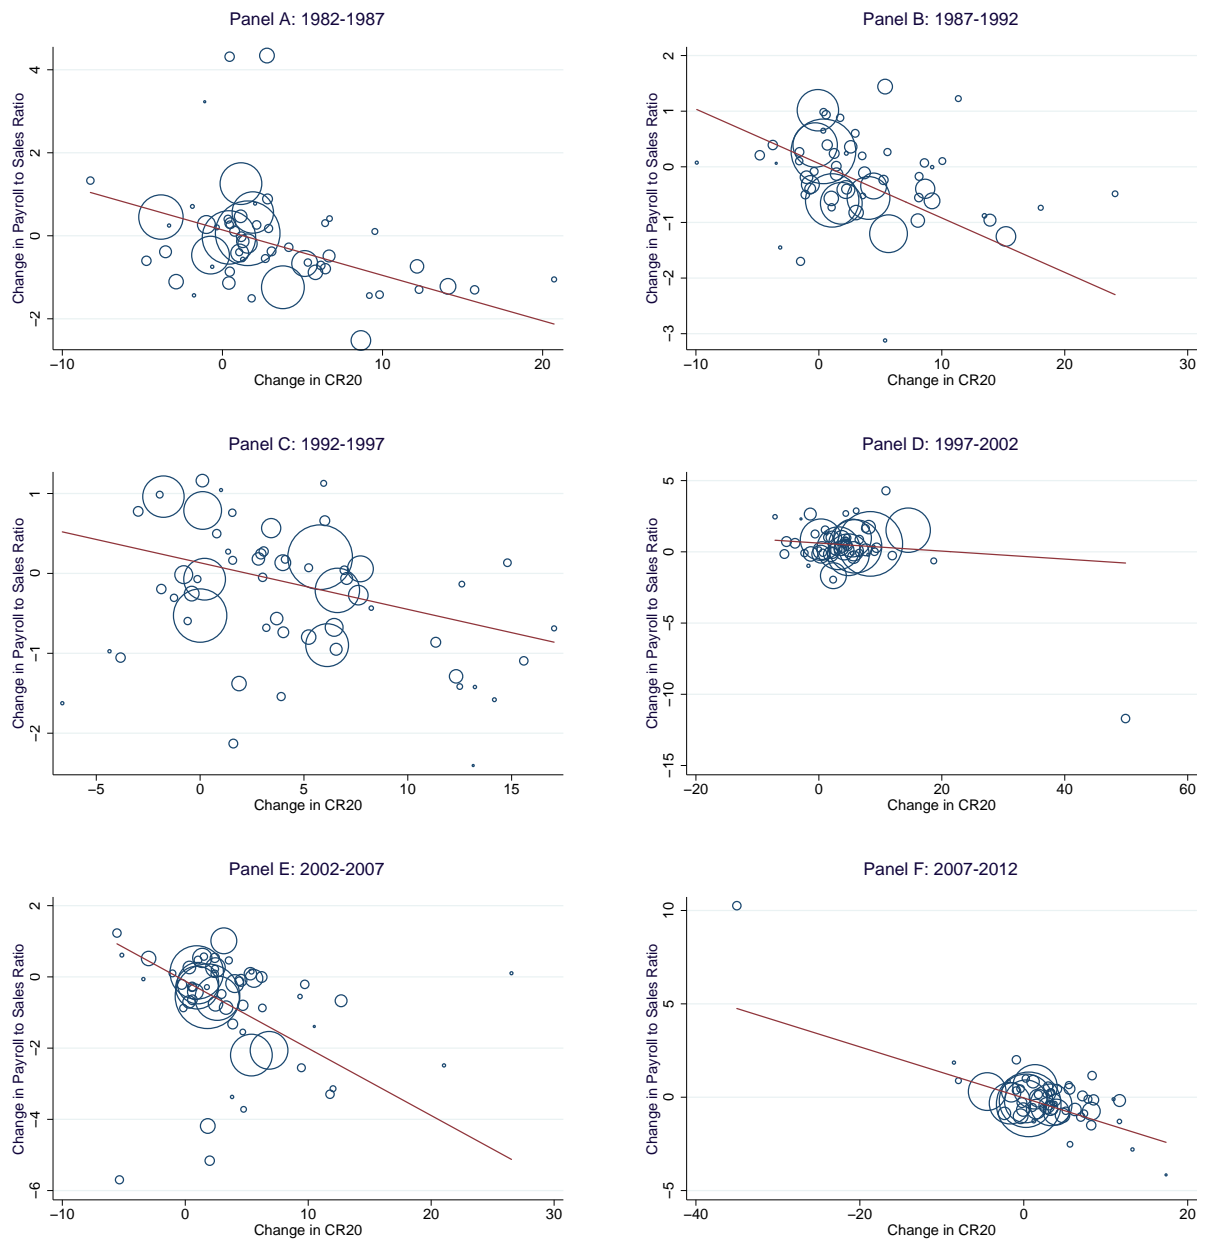 Panel A: 1982-1987
Change in Payroll to Sales Ratio
4
2
0
−2
−10 0 10 20
Change in CR20
Panel B: 1987-1992
Change in Payroll to Sales Ratio
2
1
0
−1
−2
−3
−10 0 10 20 30
Change in CR20
Panel C: 1992-1997
Change in Payroll to Sales Ratio
1
0
−1
−2
−5 0 5 10 15
Change in CR20
Panel D: 1997-2002
Change in Payroll to Sales Ratio
5
0
−5
−10
−15
−20 0 20 40 60
Change in CR20
Panel E: 2002-2007
Change in Payroll to Sales Ratio
2
0
−2
−4
−6
−10 0 10 20 30
Change in CR20
Panel F: 2007-2012
Change in Payroll to Sales Ratio
10
5
0
−5
−40 −20 0 20
Change in CR20